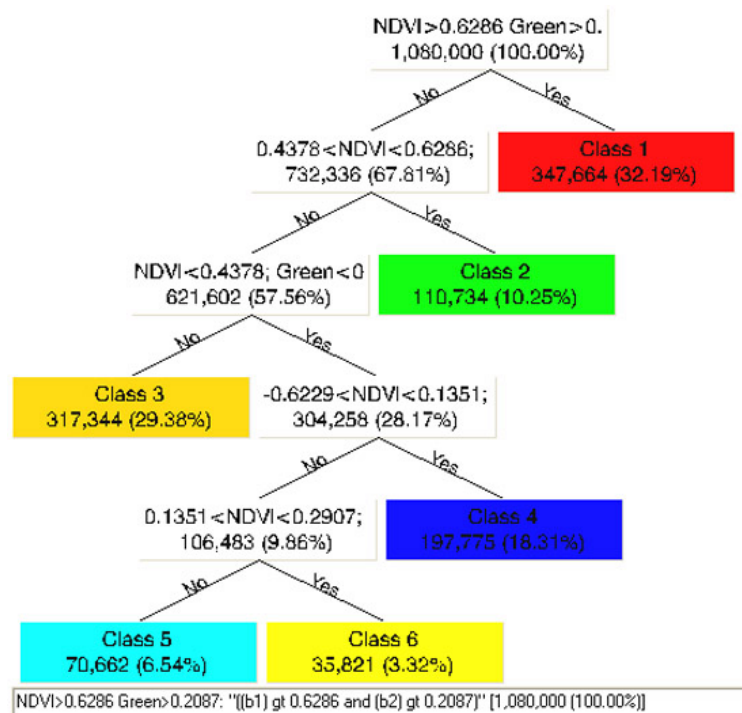 NDVI>0.6286 Green>0.
1,080,000 (100.00%)
No
Yes
0.4378<NDVI<0.6286;
732,336 (67.81%)
Class 1
347,664 (32.19%)
No
Yes
NDVI<0.4378; Green<0
621,602 (57.56%)
Class 2
110,734 (10.25%)
No
Yes
Class 3
317,344 (29.38%)
-0.6229<NDVI<0.1351;
304,258 (28.17%)
No
Yes
0.1351<NDVI<0.2907;
106,483 (9.86%)
Class 4
197,775 (18.31%)
No
Yes
Class 5
70,662 (6.54%)
Class 6
35,821 (3.32%)
NDVI>0.6286 Green>0.2087: "((b1) gt 0.6286 and (b2) gt 0.2087)" [1,080,000 (100.00%)]